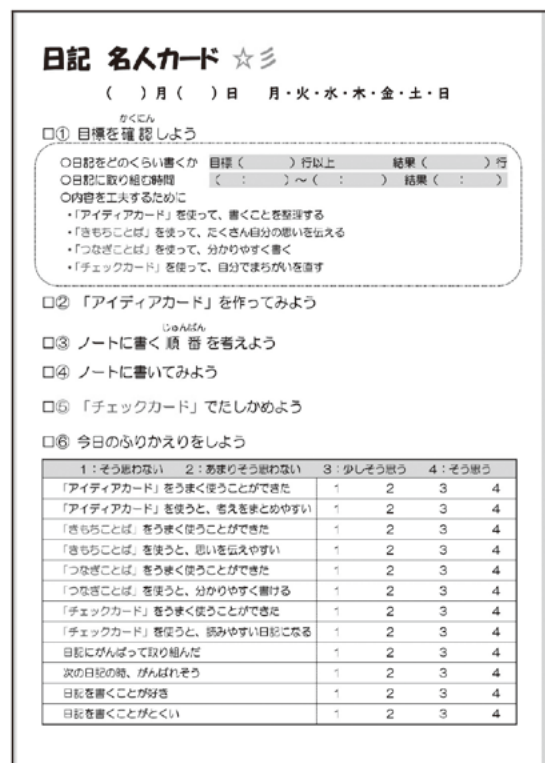 日記 名人カード ☆彡
（　）月（　）日　月・火・水・木・金・土・日
かくにん
□① 目標を確認しよう
○日記をどのくらい書くか　目標（　　）行以上　結果（　　）行
○日記に取り組む時間　（　：　）～（　：　）　結果（　：　）
○内容を工夫するために
・「アイディアカード」を使って、書くことを整理する
・「きもちことば」を使って、たくさん自分の思いを伝える
・「つなぎことば」を使って、分かりやすく書く
・「チェックカード」を使って、自分でまちがいを直す
□② 「アイディアカード」を作ってみよう
じゅんばん
□③ ノートに書く順番を考えよう
□④ ノートに書いてみよう
□⑤ 「チェックカード」でたしかめよう
□⑥ 今日のふりかえりをしよう
1：そう思わない　2：あまりそう思わない　3：少しそう思う　4：そう思う
「アイディアカード」をうまく使うことができた　1　2　3　4
「アイディアカード」を使うと、考えをまとめやすい　1　2　3　4
「きもちことば」をうまく使うことができた　1　2　3　4
「きもちことば」を使うと、思いを伝えやすい　1　2　3　4
「つなぎことば」をうまく使うことができた　1　2　3　4
「つなぎことば」を使うと、分かりやすく書ける　1　2　3　4
「チェックカード」をうまく使うことができた　1　2　3　4
「チェックカード」を使うと、読みやすい日記になる　1　2　3　4
日記にがんばって取り組んだ　1　2　3　4
次の日記の時、がんばれそう　1　2　3　4
日記を書くことが好き　1　2　3　4
日記を書くことがとくい　1　2　3　4